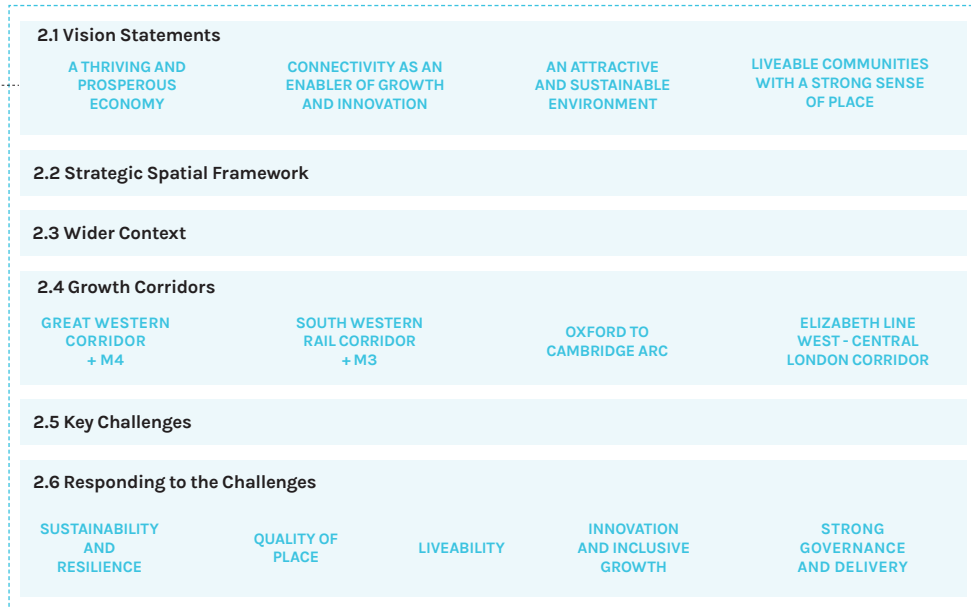 2.1 Vision Statements
A THRIVING AND
PROSPEROUS
ECONOMY
CONNECTIVITY AS AN
ENABLER OF GROWTH
AND INNOVATION
AN ATTRACTIVE
AND SUSTAINABLE
ENVIRONMENT
LIVEABLE COMMUNITIES
WITH A STRONG SENSE
OF PLACE
2.2 Strategic Spatial Framework
2.3 Wider Context
2.4 Growth Corridors
GREAT WESTERN
CORRIDOR
+ M4
SOUTH WESTERN
RAIL CORRIDOR
+ M3
OXFORD TO
CAMBRIDGE ARC
ELIZABETH LINE
WEST - CENTRAL
LONDON CORRIDOR
2.5 Key Challenges
2.6 Responding to the Challenges
SUSTAINABILITY
AND
RESILIENCE
QUALITY OF
PLACE
LIVEABILITY
INNOVATION
AND INCLUSIVE
GROWTH
STRONG
GOVERNANCE
AND DELIVERY